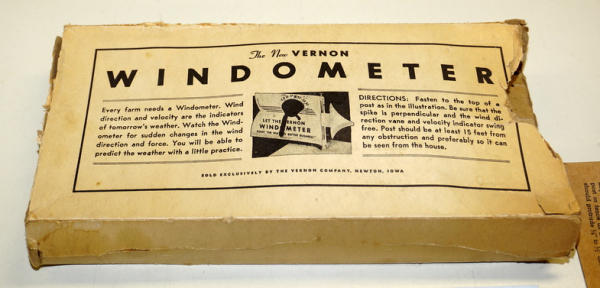 The New VERNON
WINDOMETER
Every farm needs a Windometer. Wind
direction and velocity are the indicators
of tomorrow's weather. Watch the Wind-
ometer for sudden changes in the wind
direction and force. You will be able to
predict the weather with a little practice.
LET THE VERNON
WINDOMETER
DIRECTIONS: Fasten to the top of a
post as in the illustration. Be sure that the
spike is perpendicular and the wind di-
rection vane and velocity indicator swing
free. Post should be at least 15 feet from
any obstruction and preferably so it can
be seen from the house.
SOLD EXCLUSIVELY BY THE VERNON COMPANY, NEWTON, IOWA